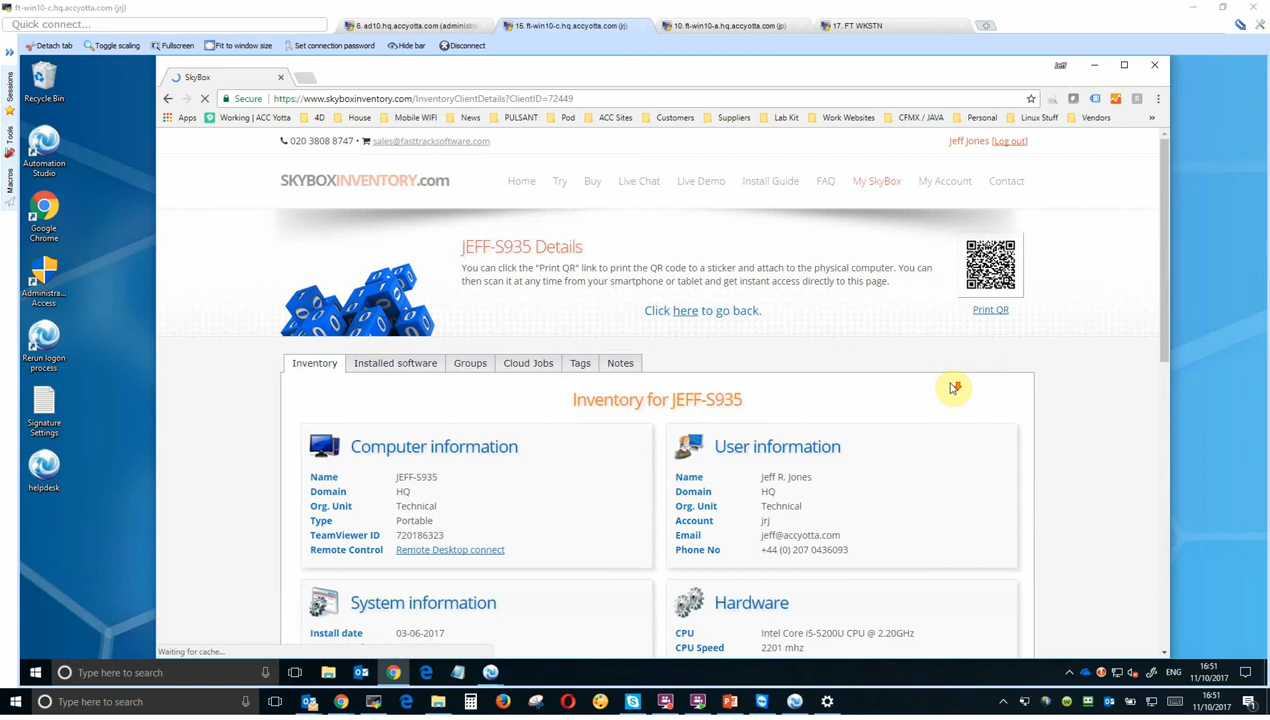 ft-win10-c.hq.accyotta.com (jrj)
Quick connect...
6. ad10.hq.accyotta.com (administr
15. ft-win10-c.hq.accyotta.com (jrj)
10. ft-win10-a.hq.accyotta.com (jp)
17. FT WKSTN
Detach tab
Toggle scaling
Fullscreen
Fit to window size
Set connection password
Hide bar
Disconnect
Sessions
Tools
Macros
Recycle Bin
Automation Studio
Google Chrome
Administra... Access
Rerun logon process
Signature Settings
helpdesk
SkyBox
Jeff
Secure | https://www.skyboxinventory.com/InventoryClientDetails?ClientID=72449
Apps
Working | ACC Yotta
4D
House
Mobile WIFI
News
PULSANT
Pod
ACC Sites
Customers
Suppliers
Lab Kit
Work Websites
CFMX / JAVA
Personal
Linux Stuff
Vendors
020 3808 8747 • sales@fasttracksoftware.com
Jeff Jones [Log out]
SKYBOXINVENTORY.com
Home
Try
Buy
Live Chat
Live Demo
Install Guide
FAQ
My SkyBox
My Account
Contact
JEFF-S935 Details
You can click the "Print QR" link to print the QR code to a sticker and attach to the physical computer. You can
then scan it at any time from your smartphone or tablet and get instant access directly to this page.
Click here to go back.
Print QR
Inventory
Installed software
Groups
Cloud Jobs
Tags
Notes
Inventory for JEFF-S935
Computer information
Name JEFF-S935
Domain HQ
Org. Unit Technical
Type Portable
TeamViewer ID 720186323
Remote Control Remote Desktop connect
User information
Name Jeff R. Jones
Domain HQ
Org. Unit Technical
Account jrj
Email jeff@accyotta.com
Phone No +44 (0) 207 0436093
System information
Install date 03-06-2017
Hardware
CPU Intel Core i5-5200U CPU @ 2.20GHz
CPU Speed 2201 mhz
Waiting for cache...
Type here to search
ENG
16:51
11/10/2017
Type here to search
16:51
11/10/2017